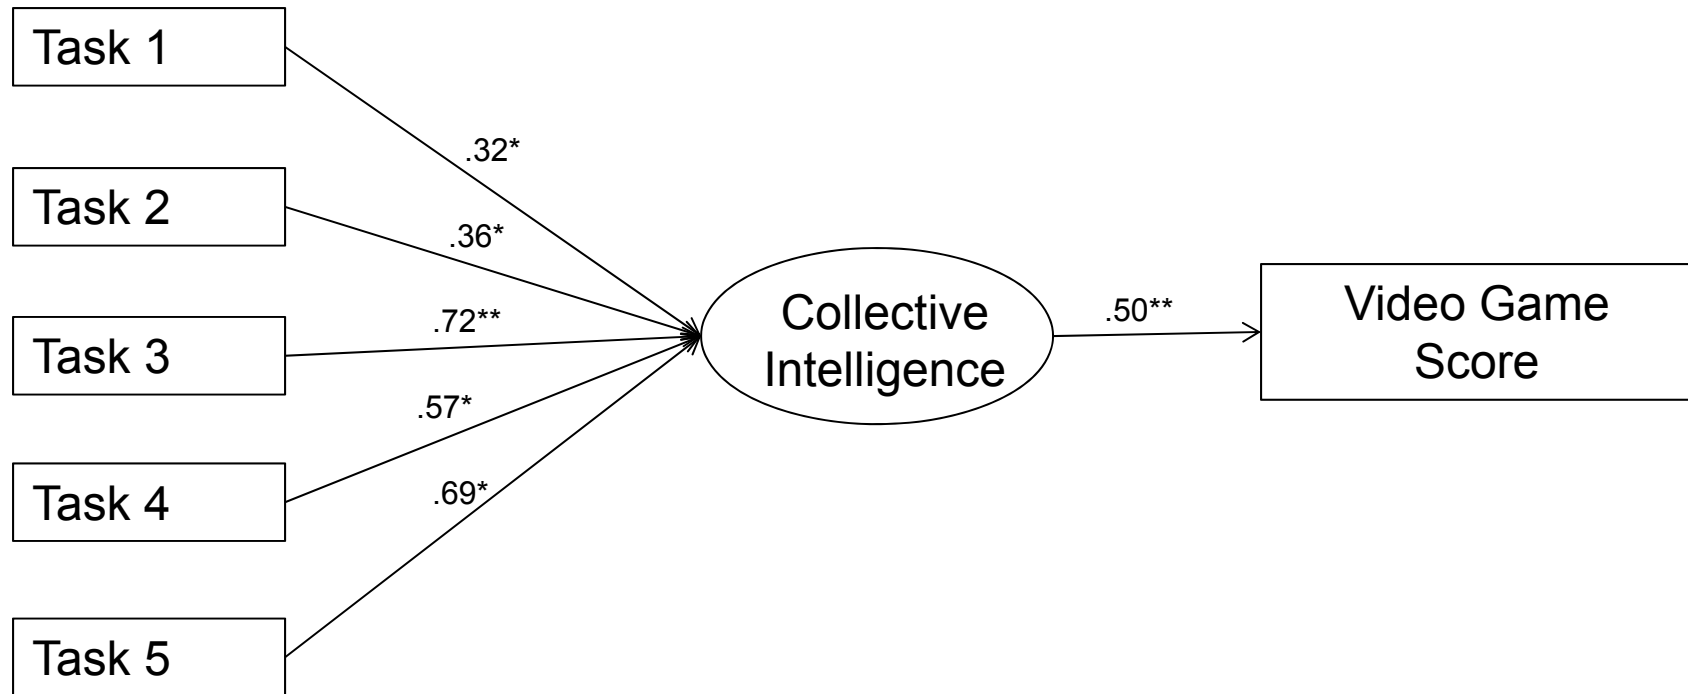 Task 1
.32*
Task 2
.36*
Task 3
.72**
Task 4
.57*
Task 5
.69*
Collective
Intelligence
.50**
Video Game
Score